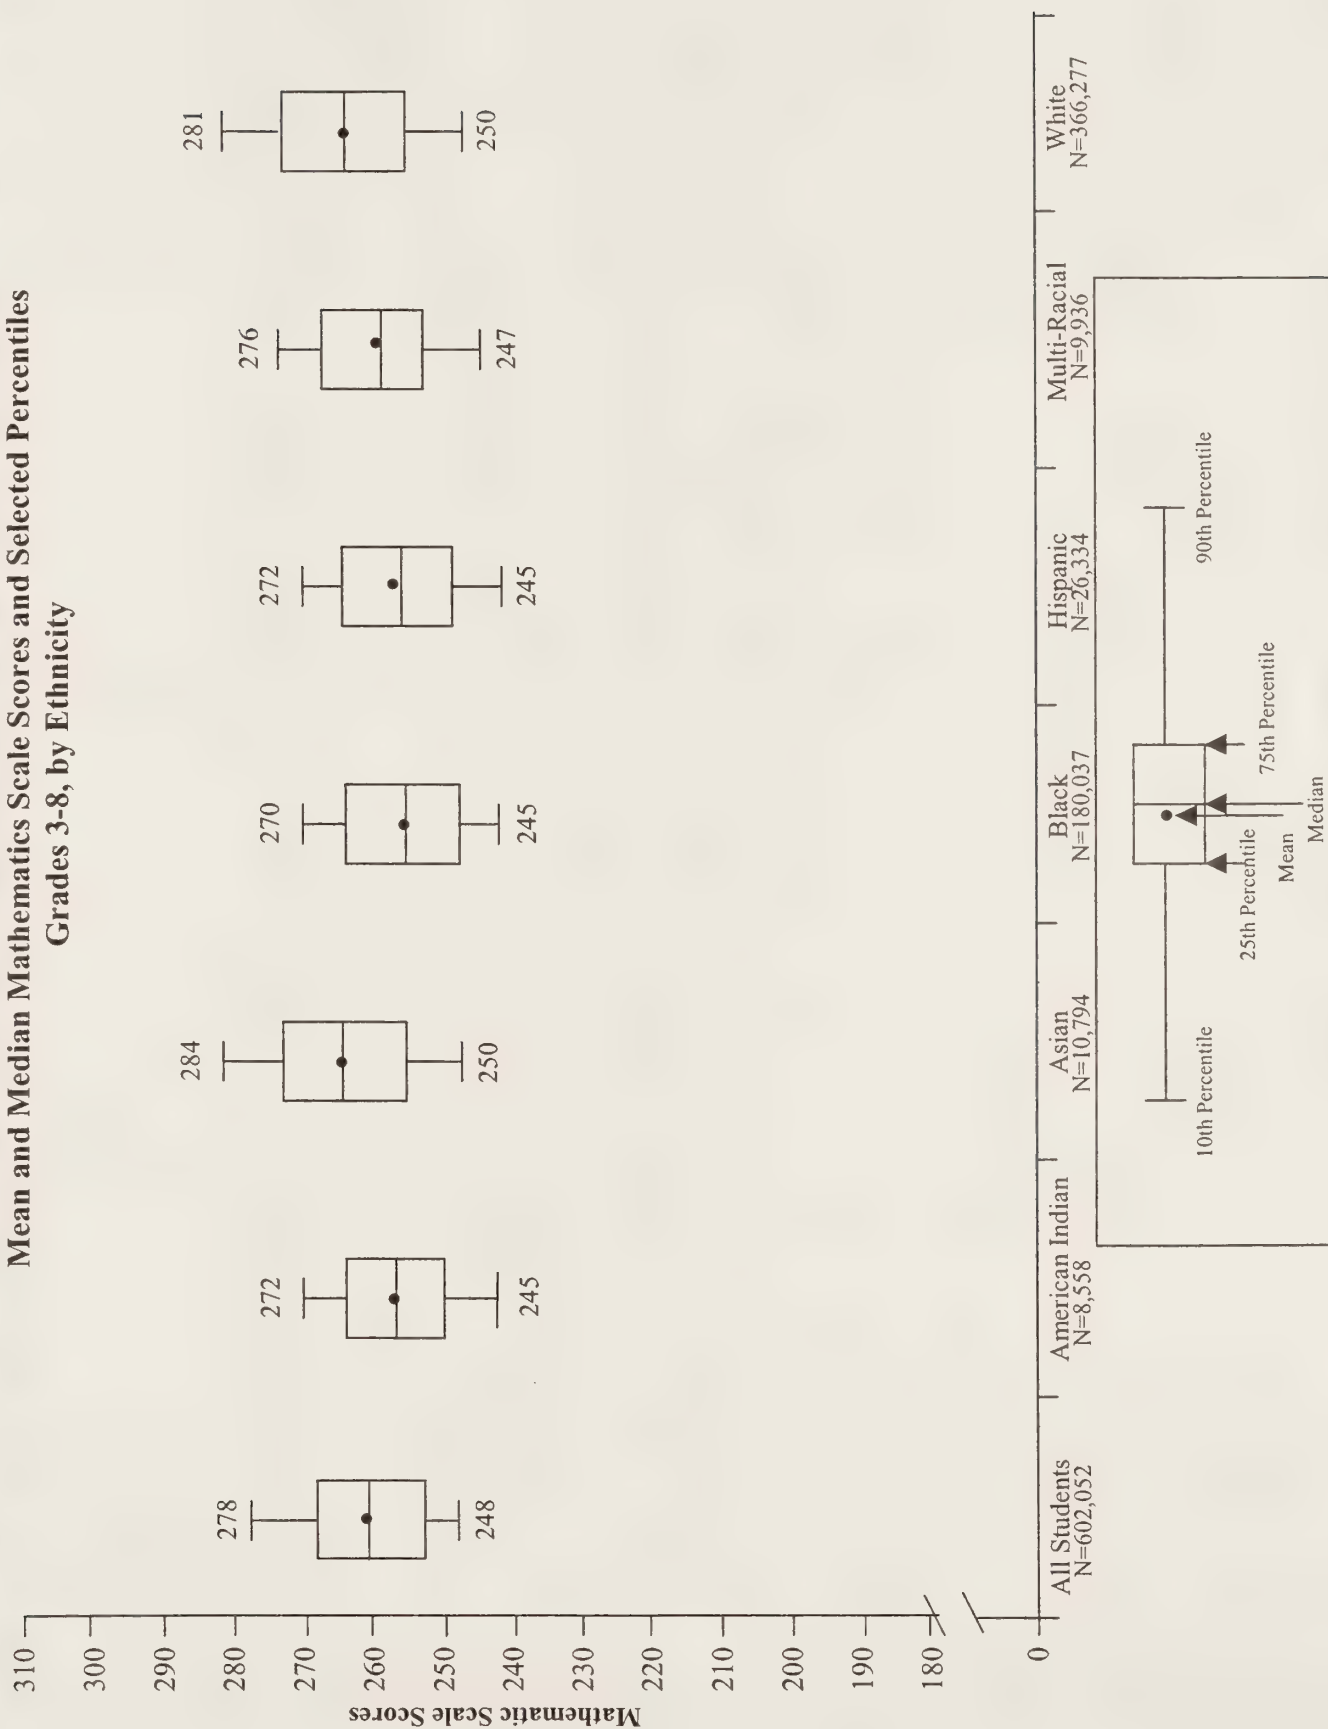 Mean and Median Mathematics Scale Scores and Selected Percentiles
Grades 3-8, by Ethnicity
Mathematic Scale Scores
310
300
290
280
270
260
250
240
230
220
210
200
190
180
0
278
248
272
245
284
250
270
245
272
245
276
247
281
250
All Students
N=602,052
American Indian
N=8,558
Asian
N=10,794
Black
N=180,037
Hispanic
N=26,334
Multi-Racial
N=9,936
White
N=366,277
10th Percentile
25th Percentile
Mean
Median
75th Percentile
90th Percentile